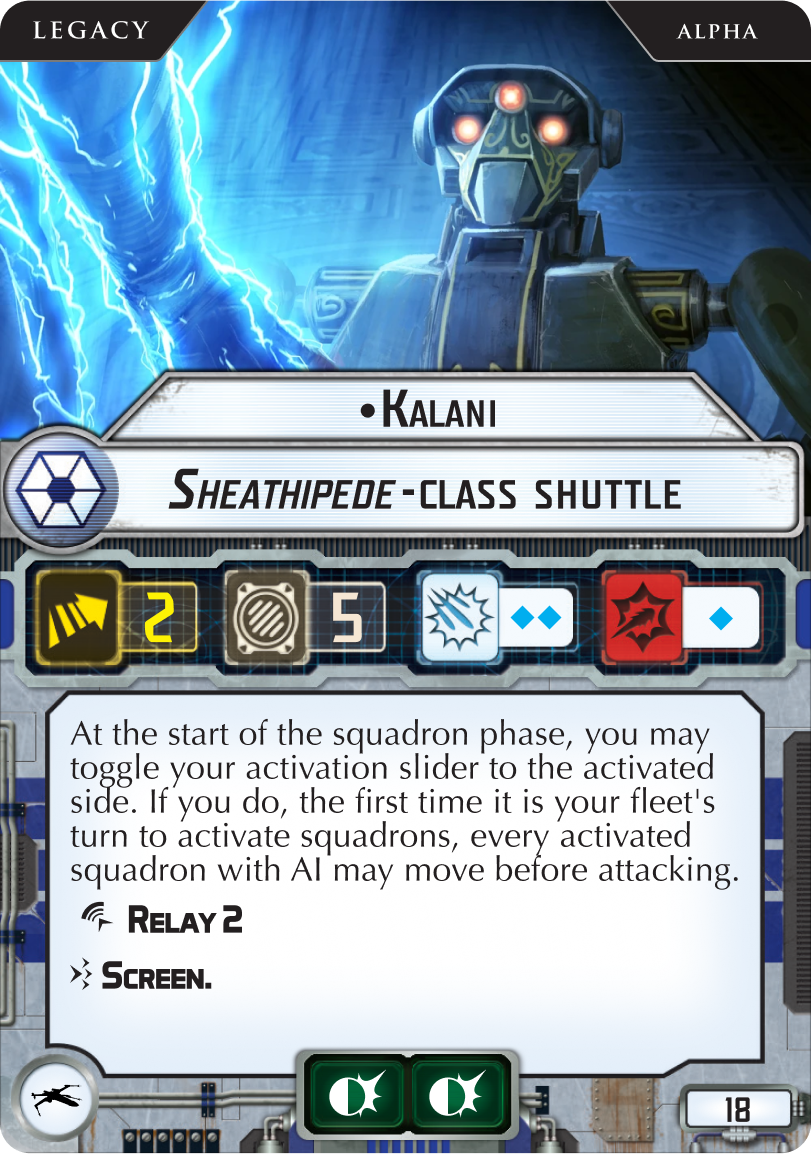 LEGACY
ALPHA
•KALANI
SHEATHIPEDE-CLASS SHUTTLE
2 5
At the start of the squadron phase, you may
toggle your activation slider to the activated
side. If you do, the first time it is your fleet's
turn to activate squadrons, every activated
squadron with AI may move before attacking.
RELAY 2
SCREEN.
18